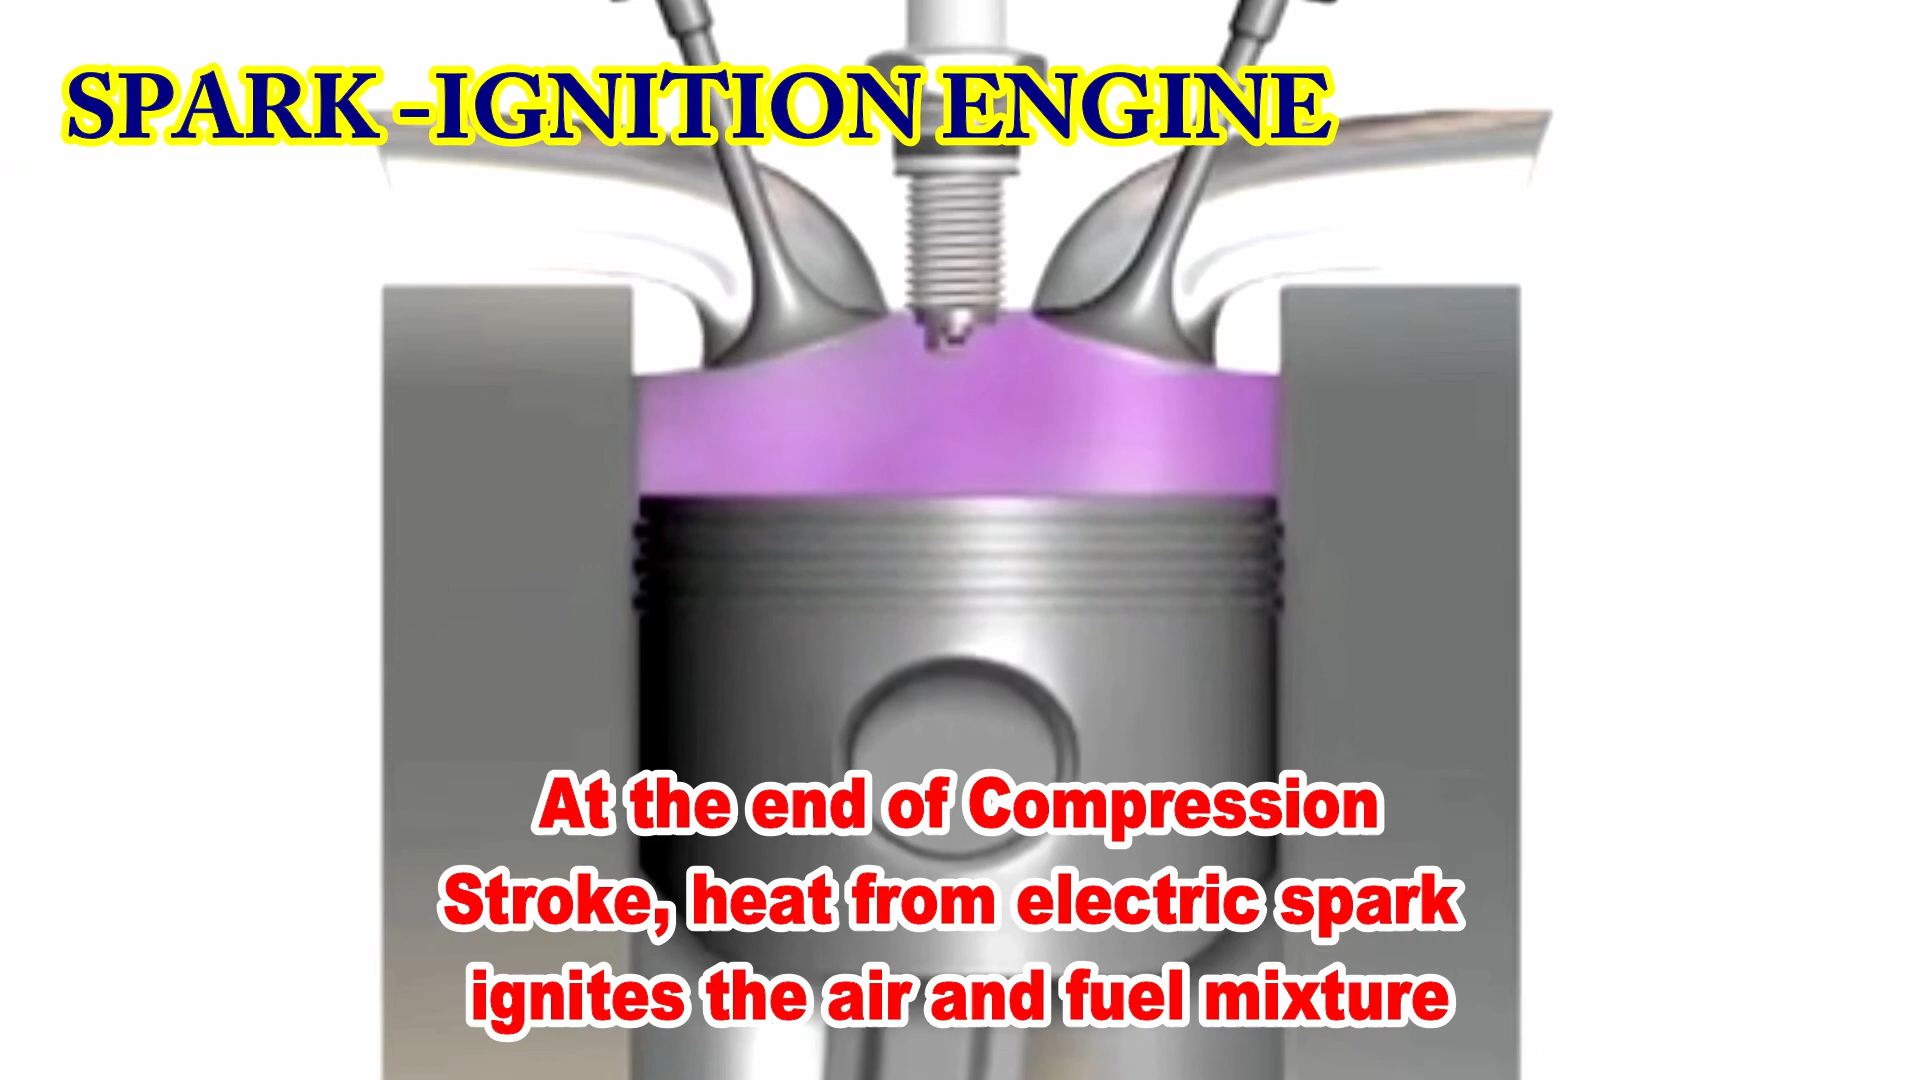 SPARK -IGNITION ENGINE
At the end of Compression
Stroke, heat from electric spark
ignites the air and fuel mixture